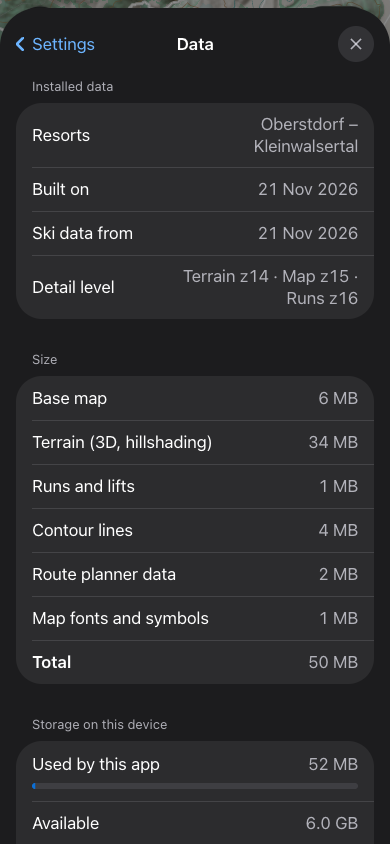 Settings
Data
Installed data
Resorts
Oberstdorf –
Kleinwalsertal
Built on
21 Nov 2026
Ski data from
21 Nov 2026
Detail level
Terrain z14 · Map z15 ·
Runs z16
Size
Base map
6 MB
Terrain (3D, hillshading)
34 MB
Runs and lifts
1 MB
Contour lines
4 MB
Route planner data
2 MB
Map fonts and symbols
1 MB
Total
50 MB
Storage on this device
Used by this app
52 MB
Available
6.0 GB